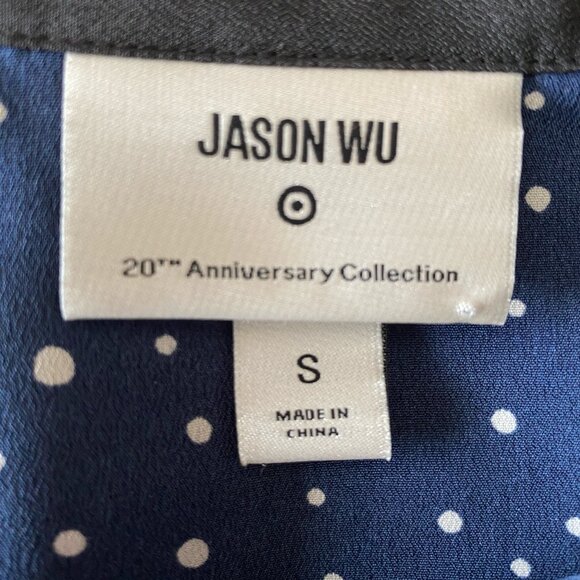 JASON WU
20TH Anniversary Collection
S
MADE IN
CHINA